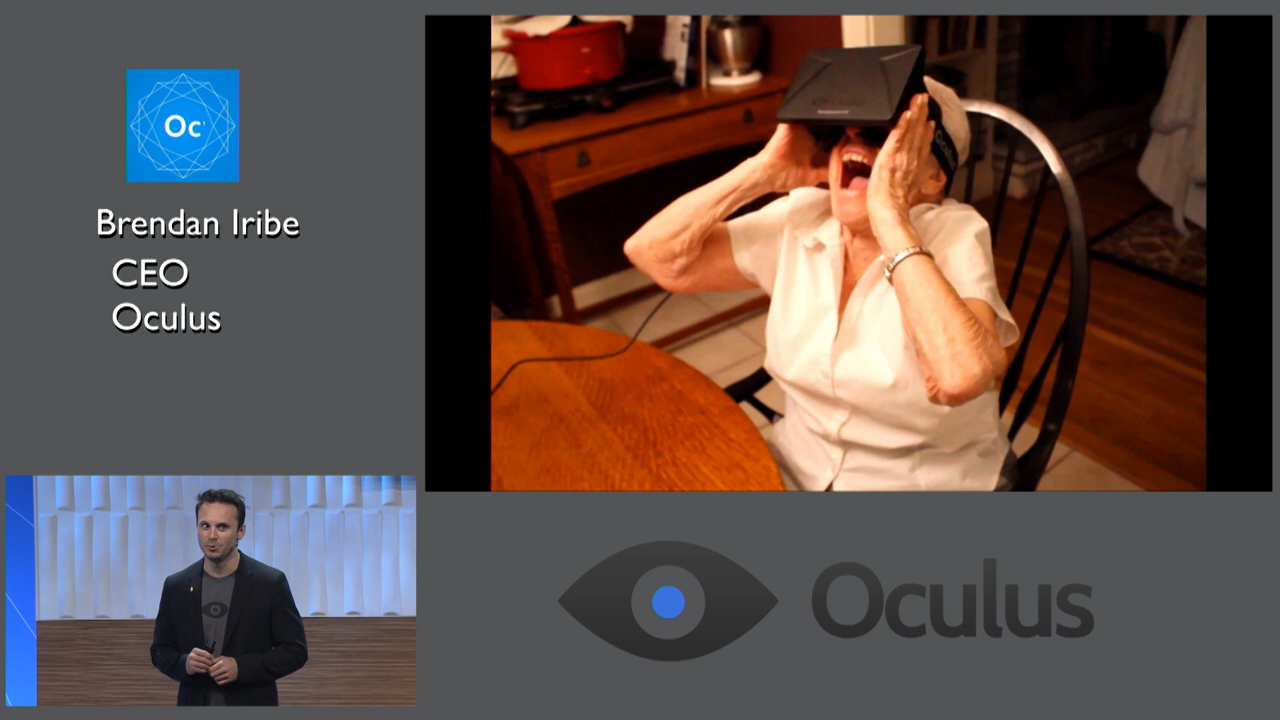 Oc
Brendan Iribe
CEO
Oculus
Oculus